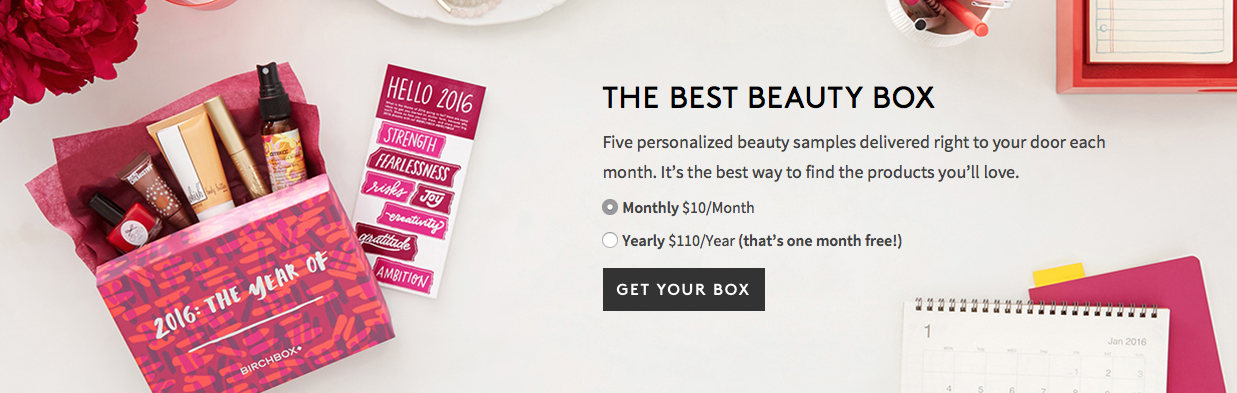 HELLO 2016
STRENGTH
FEARLESSNESS
risks JOY
creativity
gratitude
AMBITION
2016: THE YEAR OF
BIRCHBOX
THE BEST BEAUTY BOX
Five personalized beauty samples delivered right to your door each
month. It's the best way to find the products you'll love.
Monthly $10/Month
Yearly $110/Year (that's one month free!)
GET YOUR BOX
1
Jan 2016
1 2 3
4 5 6 7 8